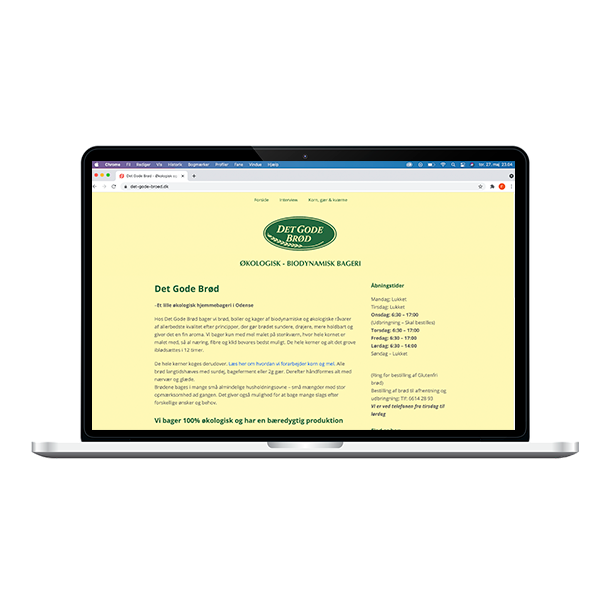 Chrome Fil Rediger Vis Historik Bogmærker Profiler Fane Vindue Hjælp
tor. 27. maj 23.04
Det Gode Brød - Økologisk
det-gode-broed.dk
Forside Interview Korn, gær & kværne
DET GODE
BRØD
ØKOLOGISK - BIODYNAMISK BAGERI
Det Gode Brød
-Et lille økologisk hjemmebageri i Odense
Hos Det Gode Brød bager vi brød, boller og kager af biodynamiske og økologiske råvarer
af allerbedste kvalitet efter principper, der gør brødet sundere, drøjere, mere holdbart og
giver det en fin aroma. Vi bager kun med mel malet på stenkværn, hvor hele kornet er
malet med, så al næring, fibre og klid bevares bedst muligt. De hele kerner og alt det grove
iblødsættes i 12 timer.
De hele kerner koges derudover. Læs her om hvordan vi forarbejder korn og mel. Alle
brød langtidshæves med surdej, bagerferment eller 2g gær. Derefter håndformes alt med
nærvær og glæde.
Brødene bages i mange små almindelige husholdningsovne – små mængder med stor
opmærksomhed ad gangen. Det giver også mulighed for at bage mange slags efter
forskellige ønsker og behov.
Vi bager 100% økologisk og har en bæredygtig produktion
Åbningstider
Mandag: Lukket
Tirsdag: Lukket
Onsdag: 6:30 – 17:00
(Udbringning – Skal bestilles)
Torsdag: 6:30 – 17:00
Fredag: 8:30 – 17:00
Lørdag: 6:30 – 14:00
Søndag – Lukket
(Ring for bestilling af Glutenfri
brød)
Bestilling af brød til afhentning og
udbringning: Tlf. 6614 28 93
Vi er ved telefonen fra tirsdag til
lørdag